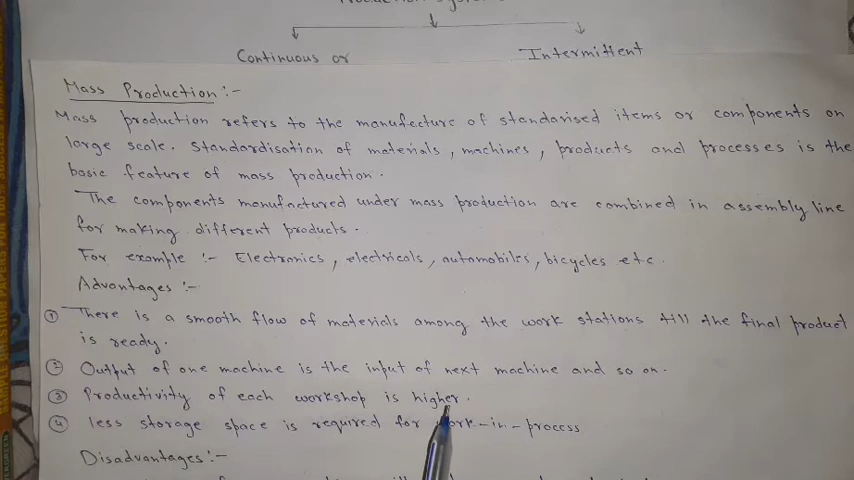 Production
Continuous or
Intermittent
Mass Production :-
Mass production refers to the manufecture of standarised items or components on
large scale. Standardisation of materials, machines, products and processes is the
basic feature of mass production.
The components manufactured under mass production are combined in assembly line
for making different products.
For example :- Electronics, electricals, automobiles, bicycles etc.
Advantages :-
① There is a smooth flow of materials among the work stations till the final product
is ready.
② Output of one machine is the input of next machine and so on.
③ Productivity of each workshop is higher.
④ less storage space is required for work-in-process
Disadvantages :-